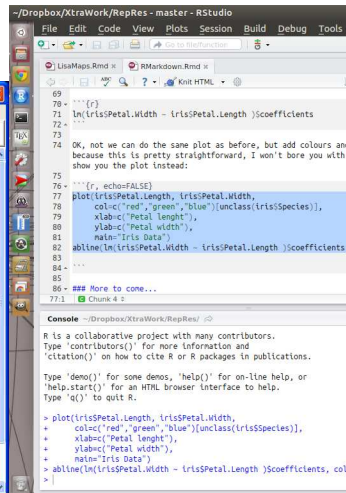 ~/Dropbox/XtraWork/RepRes - master - RStudio
File Edit Code View Plots Session Build Debug Tools
Go to file/function
LisaMaps.Rmd × RMarkdown.Rmd ×
ABC ? Knit HTML
69
70 ```{r}
71 lm(iris$Petal.Width ~ iris$Petal.Length )$coefficients
72 ```
73
74 OK, not we can do the sane plot as before, but add colours and
because this is pretty straightforward, I won't bore you with
show you the plot instead:
75
76 ```{r, echo=FALSE}
77 plot(iris$Petal.Length, iris$Petal.Width,
78 col=c("red","green","blue")[unclass(iris$Species)],
79 xlab=c("Petal lenght"),
80 ylab=c("Petal width"),
81 main="Iris Data")
82 abline(lm(iris$Petal.Width ~ iris$Petal.Length )$coefficients
83
84 ```
85
86 ### More to come...
77:1 Chunk 4
Console ~/Dropbox/XtraWork/RepRes/
R is a collaborative project with many contributors.
Type 'contributors()' for more information and
'citation()' on how to cite R or R packages in publications.
Type 'demo()' for some demos, 'help()' for on-line help, or
'help.start()' for an HTML browser interface to help.
Type 'q()' to quit R.
> plot(iris$Petal.Length, iris$Petal.Width,
+ col=c("red","green","blue")[unclass(iris$Species)],
+ xlab=c("Petal lenght"),
+ ylab=c("Petal width"),
+ main="Iris Data")
> abline(lm(iris$Petal.Width ~ iris$Petal.Length )$coefficients, col
>